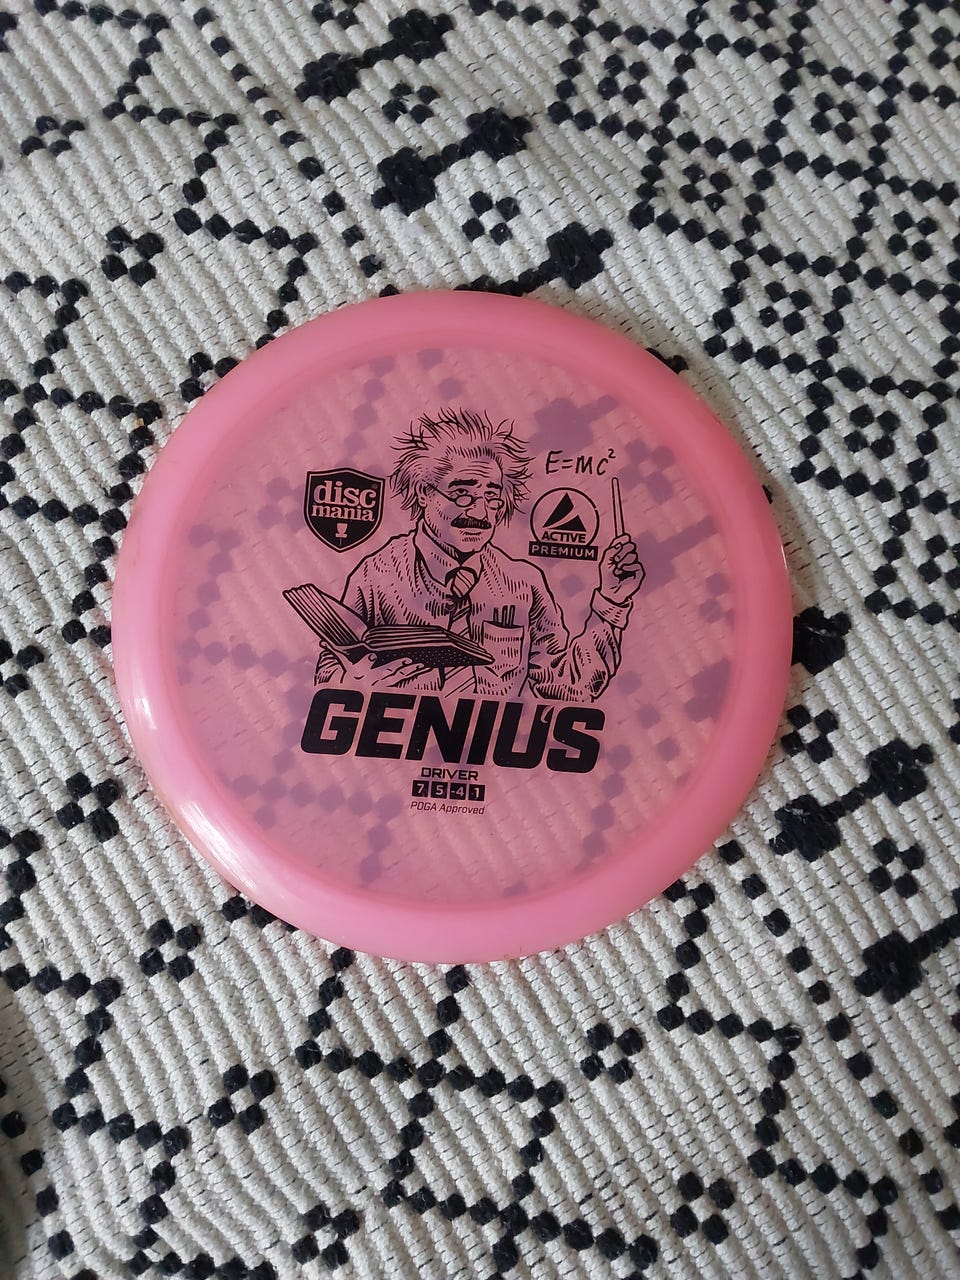 E=MC²
disc
mania
ACTIVE
PREMIUM
GENIUS
DRIVER
7 5 -4 1
PDGA Approved